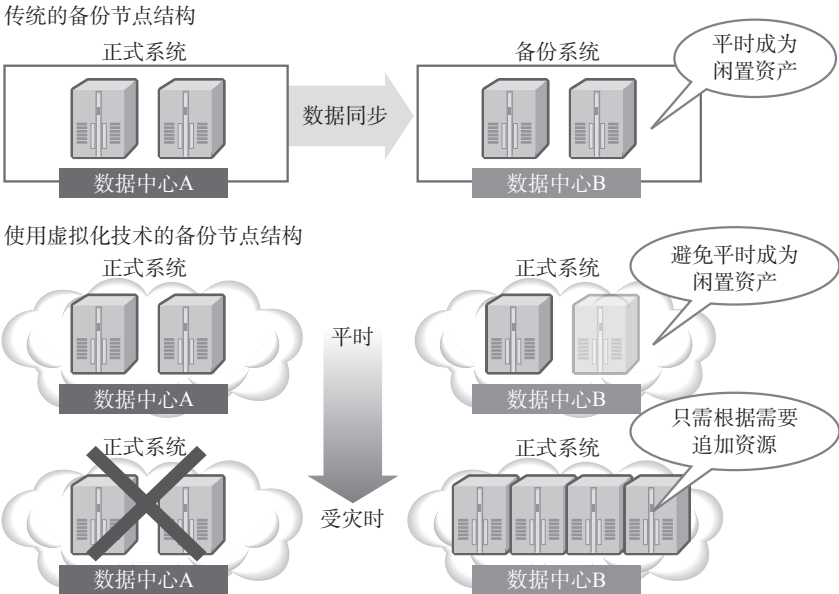 传统的备份节点结构
正式系统
备份系统
平时成为
闲置资产
数据同步
数据中心A
数据中心B
使用虚拟化技术的备份节点结构
正式系统
正式系统
避免平时成为
闲置资产
平时
数据中心A
数据中心B
正式系统
正式系统
只需根据需要
追加资源
受灾时
数据中心A
数据中心B